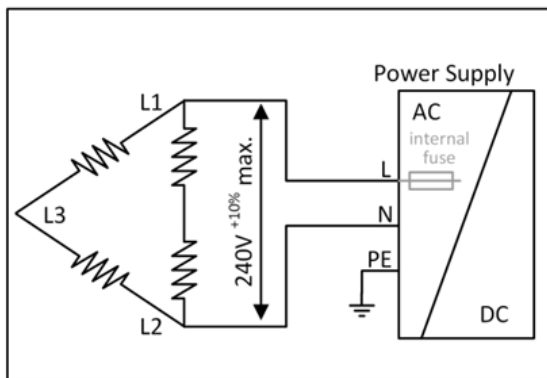 Power Supply
L1
AC
internal
fuse
L
L3
240V +10% max.
N
PE
L2
DC